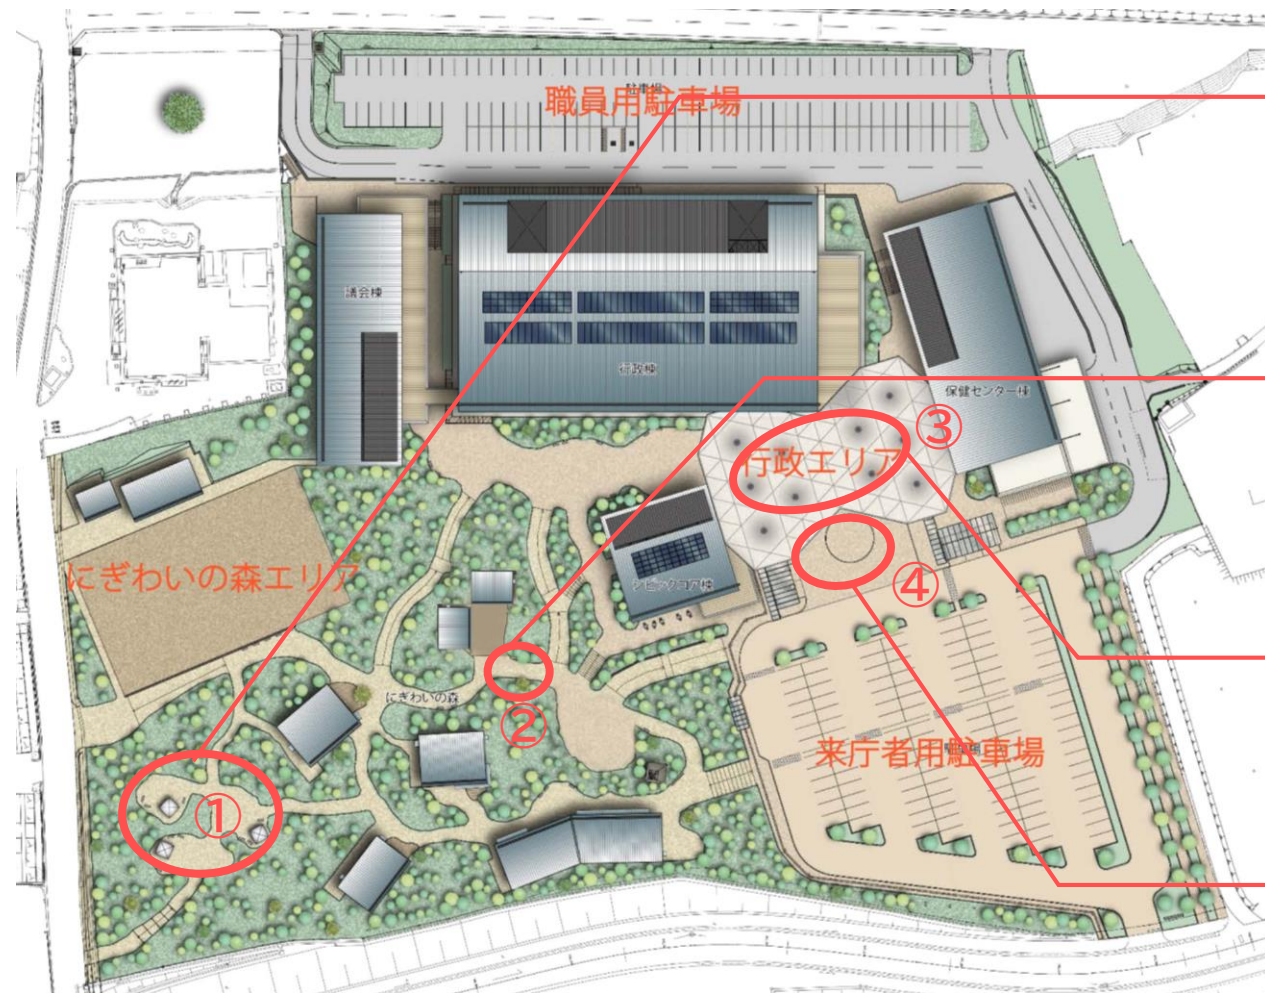 駐車場
職員用駐車場
議会棟
行政棟
保健センター棟
③
行政エリア
④
シビックコア棟
にぎわいの森エリア
にぎわいの森
②
来庁者用駐車場
①